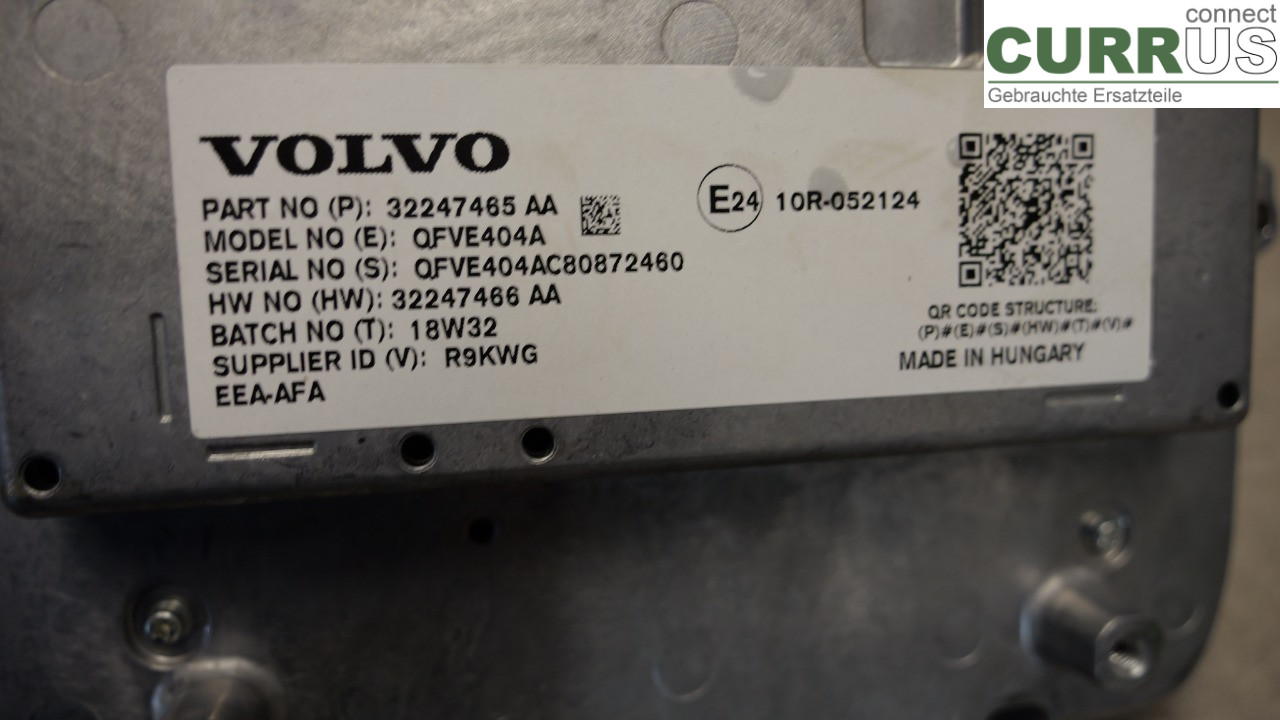 connect
CURRUS
Gebrauchte Ersatzteile
VOLVO
PART NO (P): 32247465 AA
MODEL NO (E): QFVE404A
SERIAL NO (S): QFVE404AC80872460
HW NO (HW): 32247466 AA
BATCH NO (T): 18W32
SUPPLIER ID (V): R9KWG
EEA-AFA
E24 10R-052124
QR CODE STRUCTURE:
(P)#(E)#(S)#(HW)#(T)#(V)#
MADE IN HUNGARY